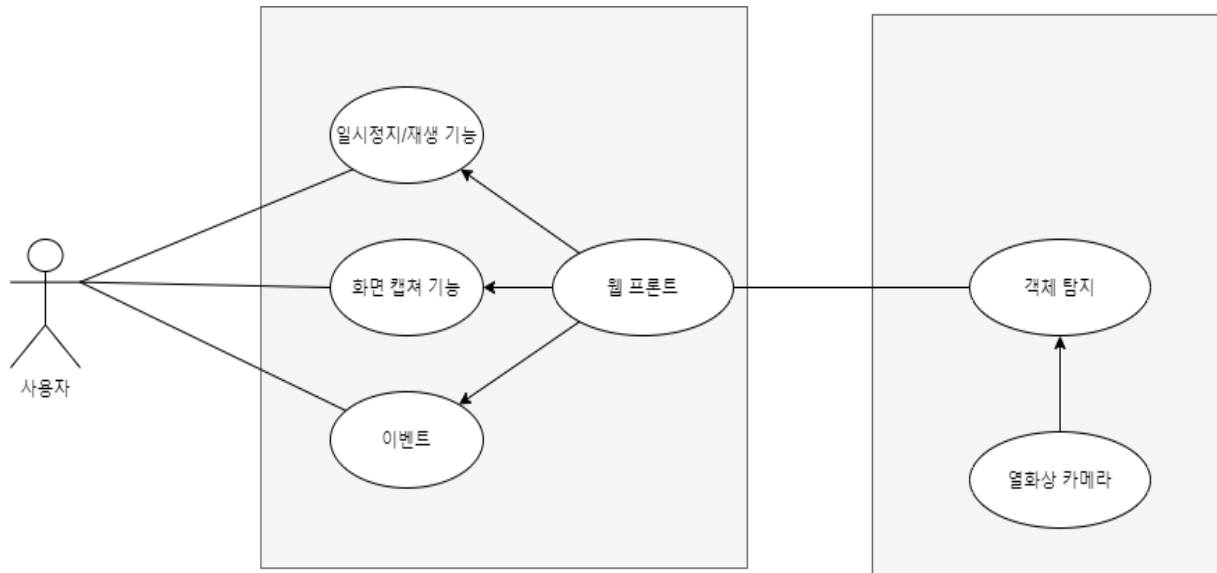 일시정지/재생 기능
화면 캡쳐 기능
웹 프론트
객체 탐지
사용자
이벤트
열화상 카메라